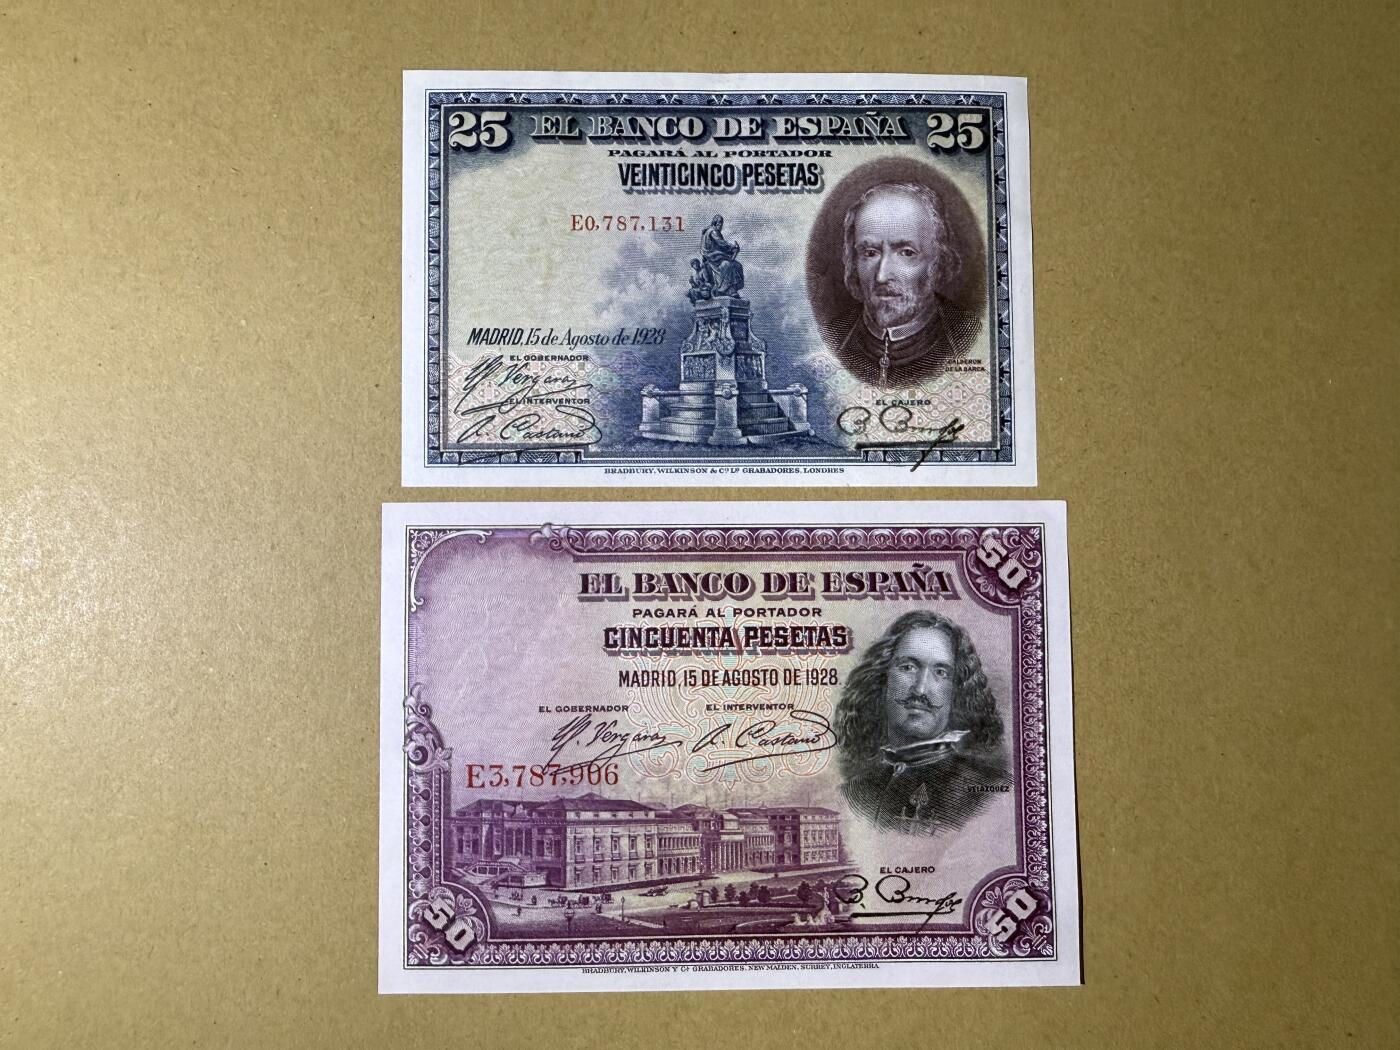 25 EL BANCO DE ESPAÑA 25
PAGARÁ AL PORTADOR
VEINTICINCO PESETAS
E0,787,131
MADRID, 15 de Agosto de 1928
EL GOBERNADOR
EL INTERVENTOR
CALDERON
DE LA BARCA
EL CAJERO
BRADBURY, WILKINSON & Cº Lº GRABADORES, LONDRES
50
EL BANCO DE ESPAÑA
PAGARÁ AL PORTADOR
CINCUENTA PESETAS
MADRID 15 DE AGOSTO DE 1928
EL GOBERNADOR EL INTERVENTOR
E3,787,906
VELAZQUEZ
EL CAJERO
50 50
BRADBURY, WILKINSON Y Cª GRABADORES, NEW MALDEN, SURREY, INGLATERRA